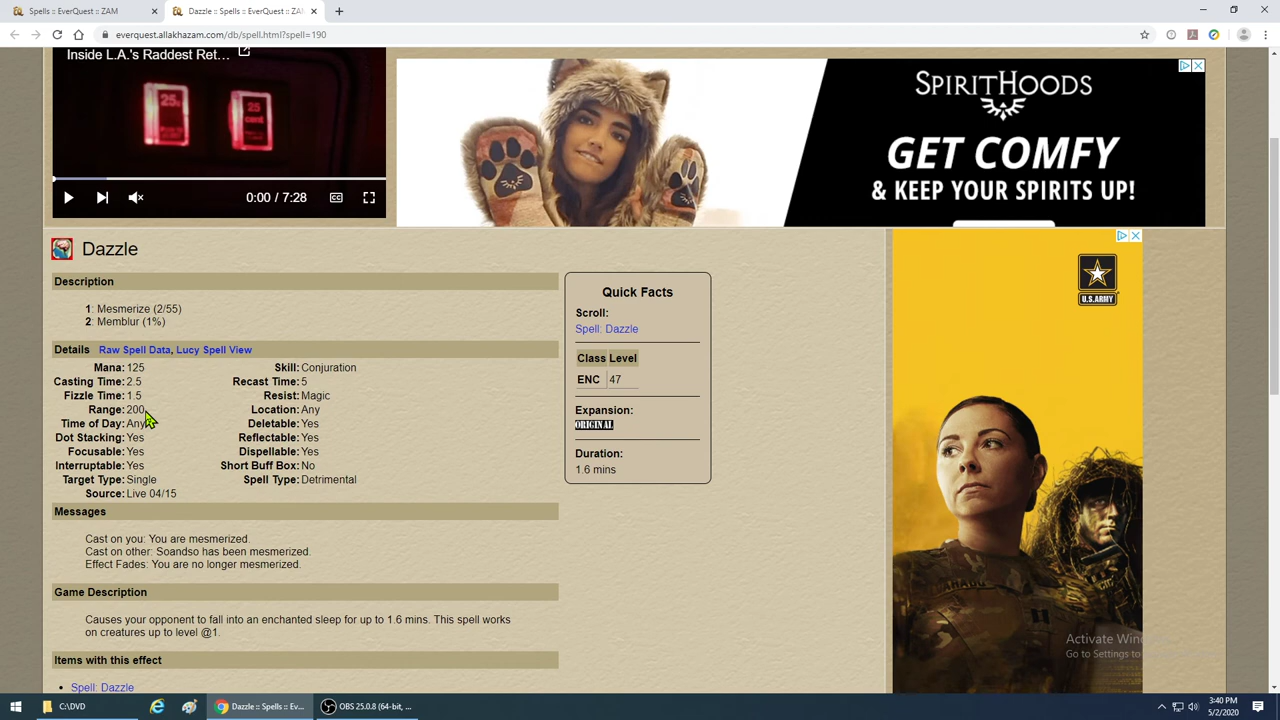 Spells :: EverQuest :: ZAM
Dazzle :: Spells :: EverQuest :: ZA
everquest.allakhazam.com/db/spell.html?spell=190
Inside L.A.'s Raddest Ret...
25¢
25
cent
0:00 / 7:28
SPIRITHOODS
GET COMFY
& KEEP YOUR SPIRITS UP!
Dazzle
Description
1: Mesmerize (2/55)
2: Memblur (1%)
Details Raw Spell Data, Lucy Spell View
Mana: 125 Skill: Conjuration
Casting Time: 2.5 Recast Time: 5
Fizzle Time: 1.5 Resist: Magic
Range: 200 Location: Any
Time of Day: Any Deletable: Yes
Dot Stacking: Yes Reflectable: Yes
Focusable: Yes Dispellable: Yes
Interruptable: Yes Short Buff Box: No
Target Type: Single Spell Type: Detrimental
Source: Live 04/15
Messages
Cast on you: You are mesmerized.
Cast on other: Soandso has been mesmerized.
Effect Fades: You are no longer mesmerized.
Game Description
Causes your opponent to fall into an enchanted sleep for up to 1.6 mins. This spell works
on creatures up to level @1.
Items with this effect
Spell: Dazzle
Quick Facts
Scroll:
Spell: Dazzle
Class Level
ENC 47
Expansion:
ORIGINAL
Duration:
1.6 mins
U.S.ARMY
Activate Win
Go to Settings to
C:\DVD
Dazzle :: Spells :: Ev...
OBS 25.0.8 (64-bit, ...
3:40 PM
5/2/2020